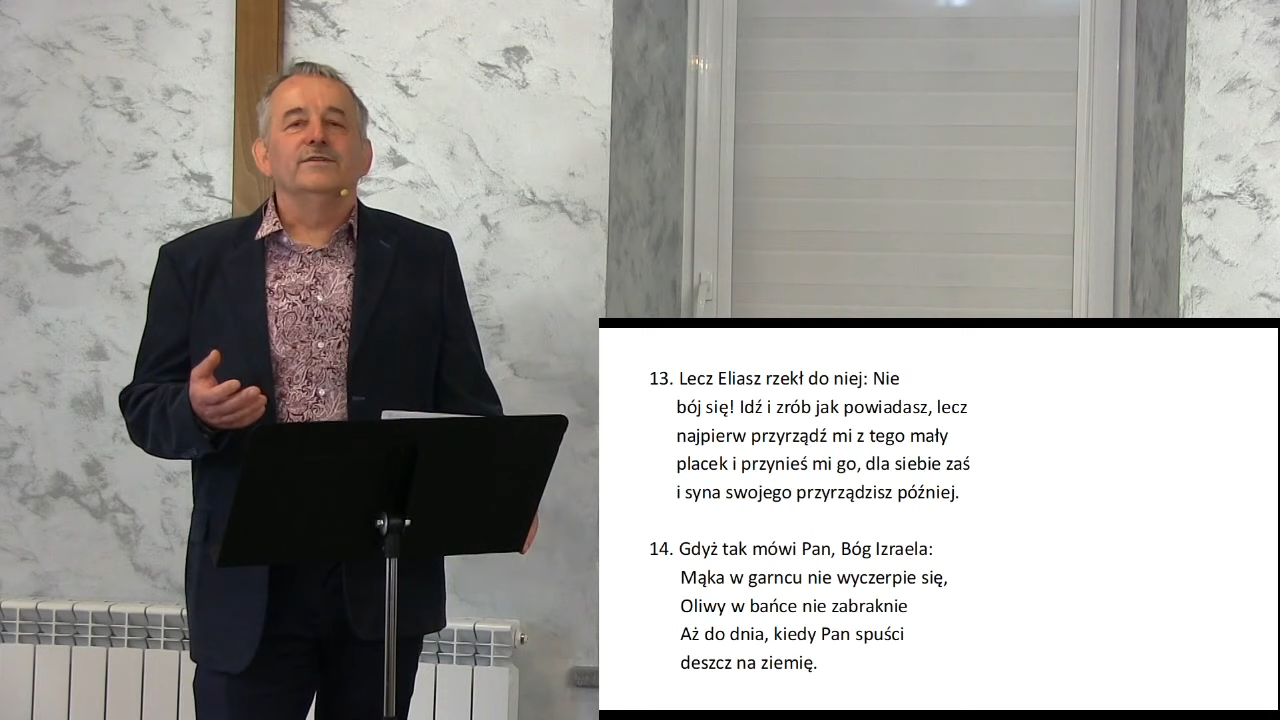 13. Lecz Eliasz rzekł do niej: Nie
bój się! Idź i zrób jak powiadasz, lecz
najpierw przyrządź mi z tego mały
placek i przynieś mi go, dla siebie zaś
i syna swojego przyrządzisz później.
14. Gdyż tak mówi Pan, Bóg Izraela:
Mąka w garncu nie wyczerpie się,
Oliwy w bańce nie zabraknie
Aż do dnia, kiedy Pan spuści
deszcz na ziemię.